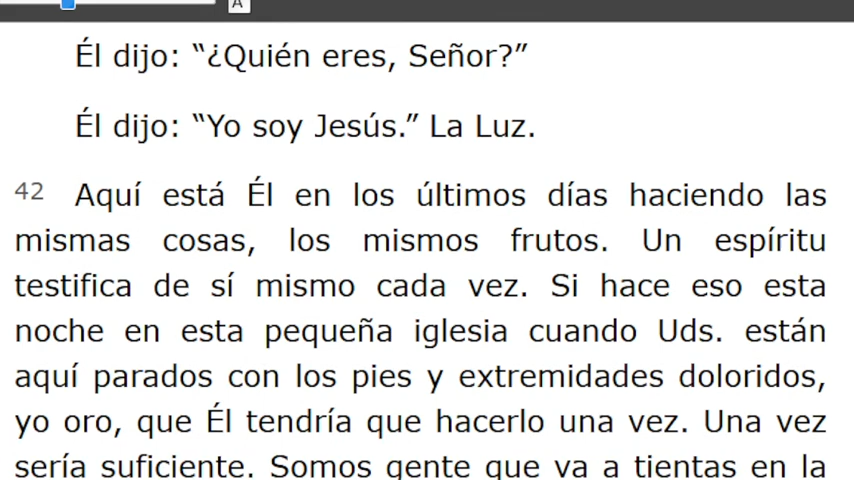 A
Él dijo: “¿Quién eres, Señor?”
Él dijo: “Yo soy Jesús.” La Luz.
42 Aquí está Él en los últimos días haciendo las
mismas cosas, los mismos frutos. Un espíritu
testifica de sí mismo cada vez. Si hace eso esta
noche en esta pequeña iglesia cuando Uds. están
aquí parados con los pies y extremidades doloridos,
yo oro, que Él tendría que hacerlo una vez. Una vez
sería suficiente. Somos gente que va a tientas en la